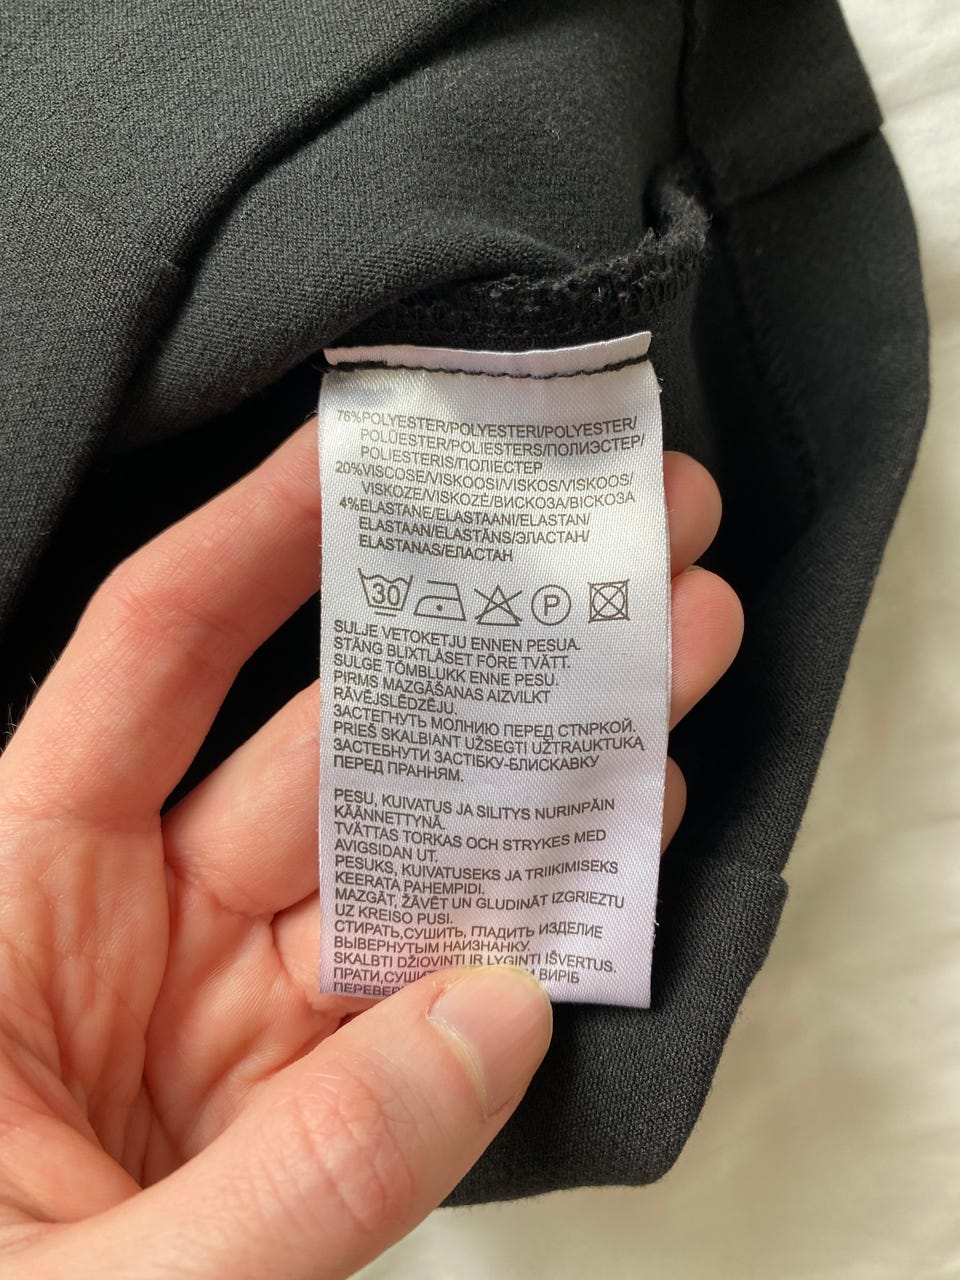 76%POLYESTER/POLYESTERI/POLYESTER/
POLÜESTER/POLIESTERS/ПОЛИЭСТЕР/
POLIESTERIS/ПОЛІЕСТЕР
20%VISCOSE/VISKOOSI/VISKOS/VISKOOS/
VISKOZE/VISKOZĖ/ВИСКОЗА/ВІСКОЗА
4%ELASTANE/ELASTAANI/ELASTAN/
ELASTAAN/ELASTĀNS/ЭЛАСТАН/
ELASTANAS/ЕЛАСТАН
30 P
SULJE VETOKETJU ENNEN PESUA.
STÄNG BLIXTLÅSET FÖRE TVÄTT.
SULGE TÕMBLUKK ENNE PESU.
PIRMS MAZGĀŠANAS AIZVILKT
RĀVĒJSLĒDZĒJU.
ЗАСТЕГНУТЬ МОЛНИЮ ПЕРЕД СТNРКОЙ.
PRIEŠ SKALBIANT UŽSEGTI UŽTRAUKTUKĄ
ЗАСТЕБНУТИ ЗАСТІБКУ-БЛИСКАВКУ
ПЕРЕД ПРАННЯМ.
PESU, KUIVATUS JA SILITYS NURINPÄIN
KÄÄNNETTYNÄ.
TVÄTTAS TORKAS OCH STRYKES MED
AVIGSIDAN UT.
PESUKS, KUIVATUSEKS JA TRIIKIMISEKS
KEERATA PAHEMPIDI.
MAZGĀT, ŽĀVĒT UN GLUDINĀT IZGRIEZTU
UZ KREISO PUSI.
СТИРАТЬ,СУШИТЬ, ГЛАДИТЬ ИЗДЕЛИЕ
ВЫВЕРНУТЫМ НАИЗНАНКУ.
SKALBTI DŽIOVINTI IR LYGINTI IŠVERTUS.
ПРАТИ, ВИРІБ